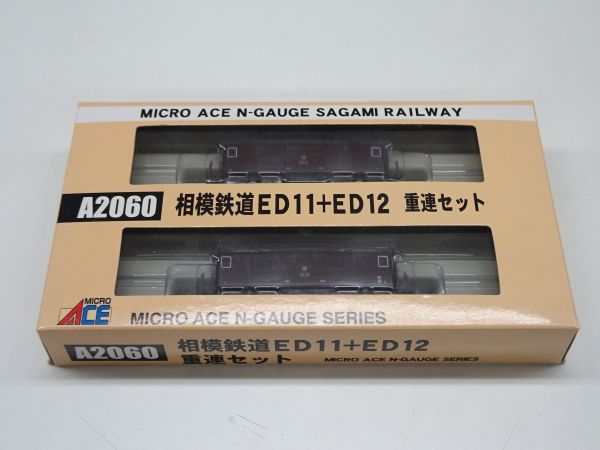 MICRO ACE N-GAUGE SAGAMI RAILWAY
A2060 相模鉄道ED11+ED12 重連セット
MICRO
ACE
MICRO ACE N-GAUGE SERIES
A2060 相模鉄道ED11+ED12
重連セット MICRO ACE N-GAUGE SERIES